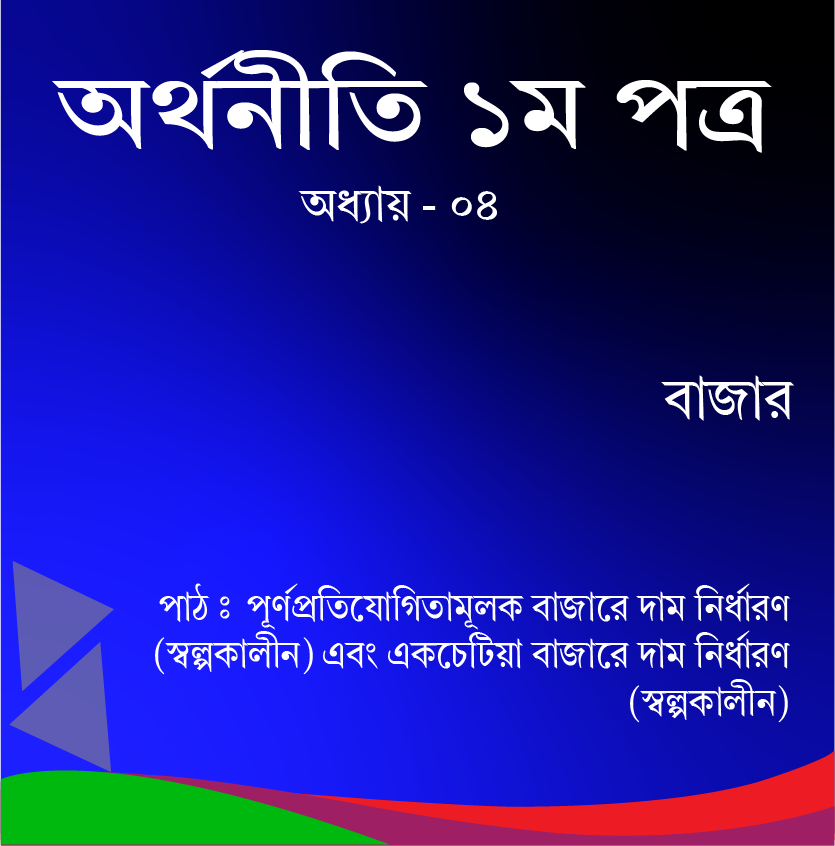 অর্থনীতি ১ম পত্র
অধ্যায় - ০৪
বাজার
পাঠ ঃ পূর্ণপ্রতিযোগিতামূলক বাজারে দাম নির্ধারণ
(স্বল্পকালীন) এবং একচেটিয়া বাজারে দাম নির্ধারণ
(স্বল্পকালীন)